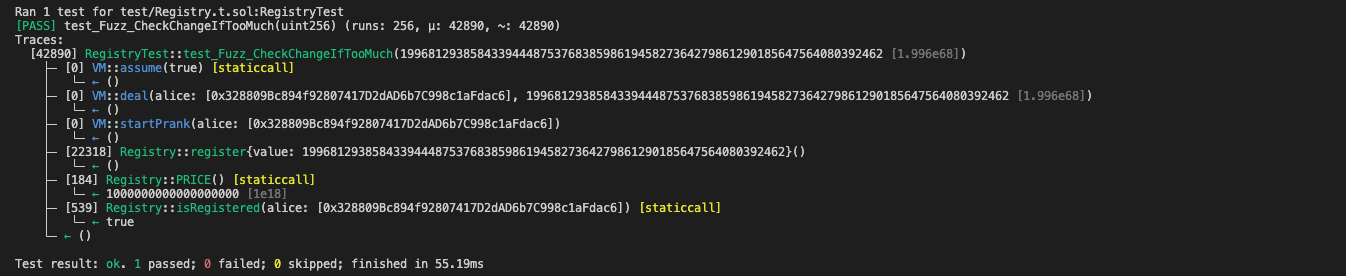 Ran 1 test for test/Registry.t.sol:RegistryTest
[PASS] test_Fuzz_CheckChangeIfTooMuch(uint256) (runs: 256, μ: 42890, ~: 42890)
Traces:
[42890] RegistryTest::test_Fuzz_CheckChangeIfTooMuch(199681293858433944487537683859861945827364279861290185647564080392462 [1.996e68])
├─ [0] VM::assume(true) [staticcall]
│ └─ ← ()
├─ [0] VM::deal(alice: [0x328809Bc894f92807417D2dAD6b7C998c1aFdac6], 199681293858433944487537683859861945827364279861290185647564080392462 [1.996e68])
│ └─ ← ()
├─ [0] VM::startPrank(alice: [0x328809Bc894f92807417D2dAD6b7C998c1aFdac6])
│ └─ ← ()
├─ [22318] Registry::register{value: 199681293858433944487537683859861945827364279861290185647564080392462}()
│ └─ ← ()
├─ [184] Registry::PRICE() [staticcall]
│ └─ ← 1000000000000000000 [1e18]
├─ [539] Registry::isRegistered(alice: [0x328809Bc894f92807417D2dAD6b7C998c1aFdac6]) [staticcall]
│ └─ ← true
└─ ← ()
Test result: ok. 1 passed; 0 failed; 0 skipped; finished in 55.19ms